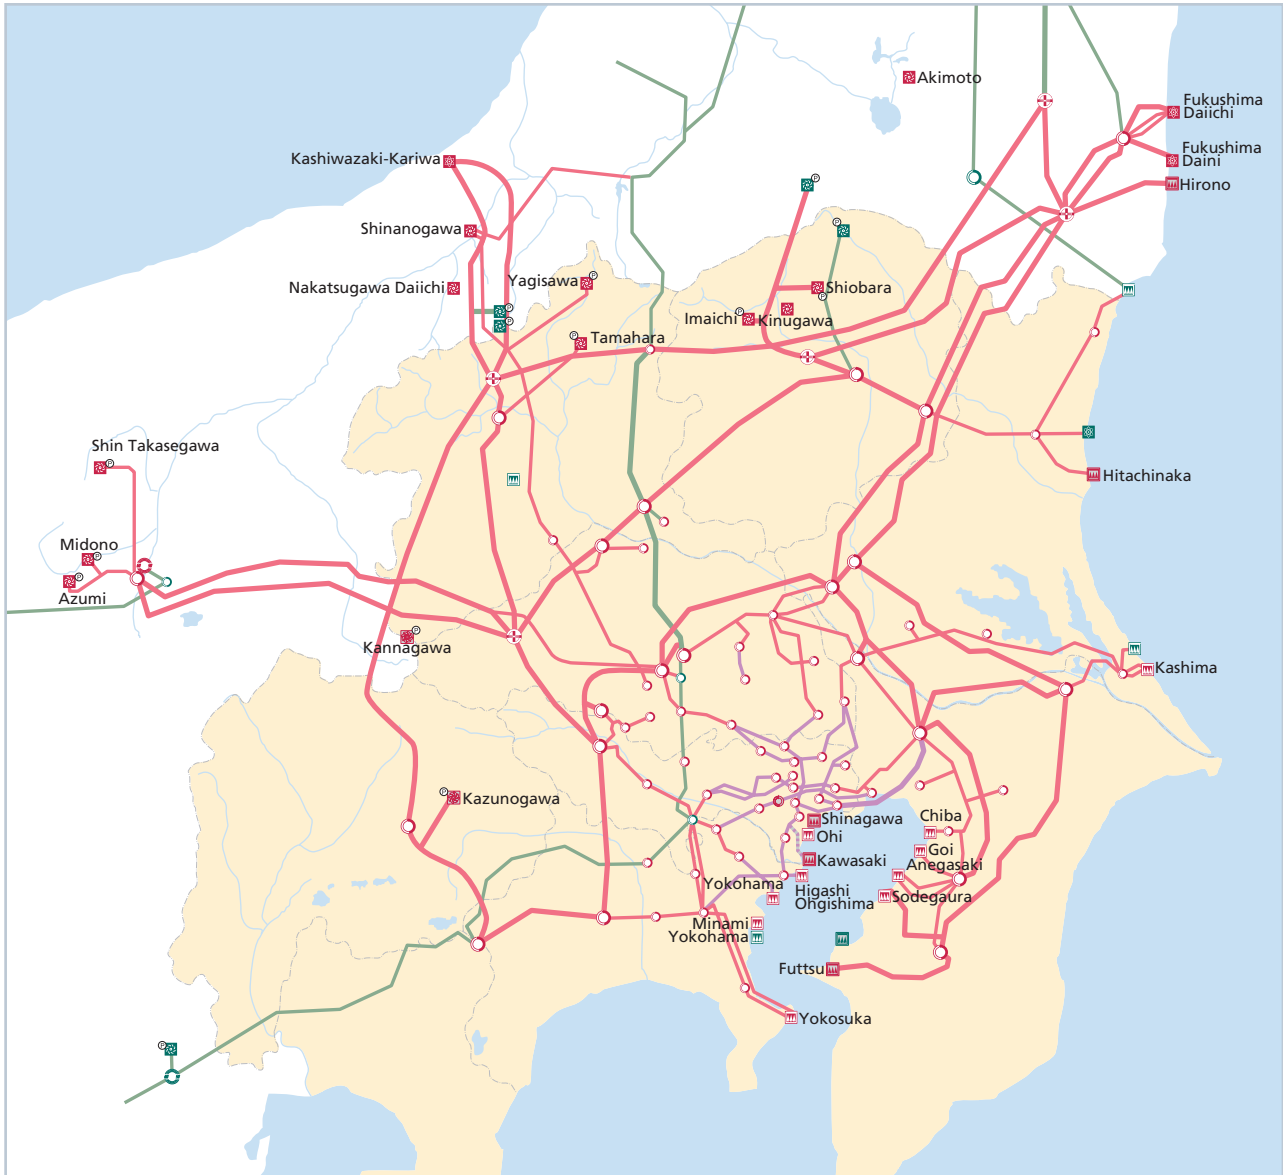 Akimoto
Fukushima
Daiichi
Fukushima
Daini
Hirono
Kashiwazaki-Kariwa
P
Shinanogawa
P
Nakatsugawa Daiichi
Yagisawa
P
Shiobara
P
P
P
Imaichi
P
Kinugawa
Tamahara
P
Shin Takasegawa
P
Hitachinaka
Midono
P
Azumi
P
Kannagawa
P
Kashima
Kazunogawa
P
Shinagawa
Ohi
Chiba
Goi
Kawasaki
Anegasaki
Yokohama
Higashi
Ohgishima
Sodegaura
Minami
Yokohama
Futtsu
Yokosuka
P